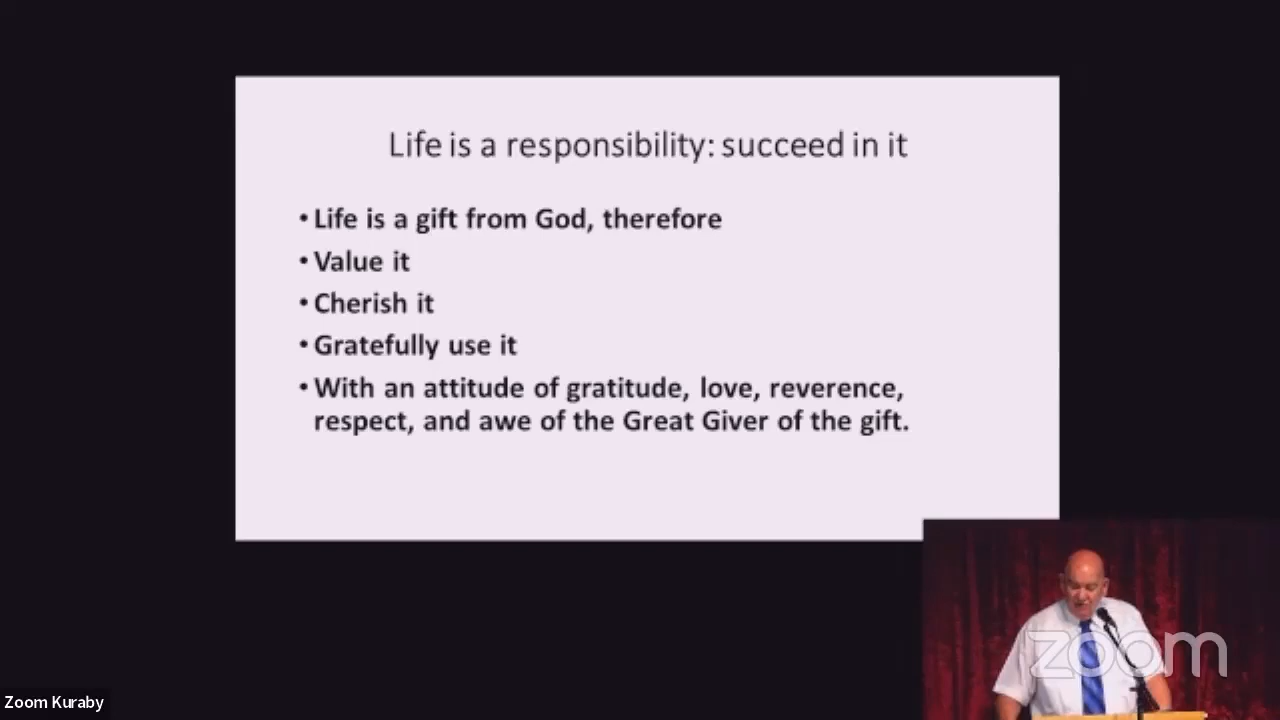 Life is a responsibility: succeed in it
• Life is a gift from God, therefore
• Value it
• Cherish it
• Gratefully use it
• With an attitude of gratitude, love, reverence,
respect, and awe of the Great Giver of the gift.
zoom
Zoom Kuraby